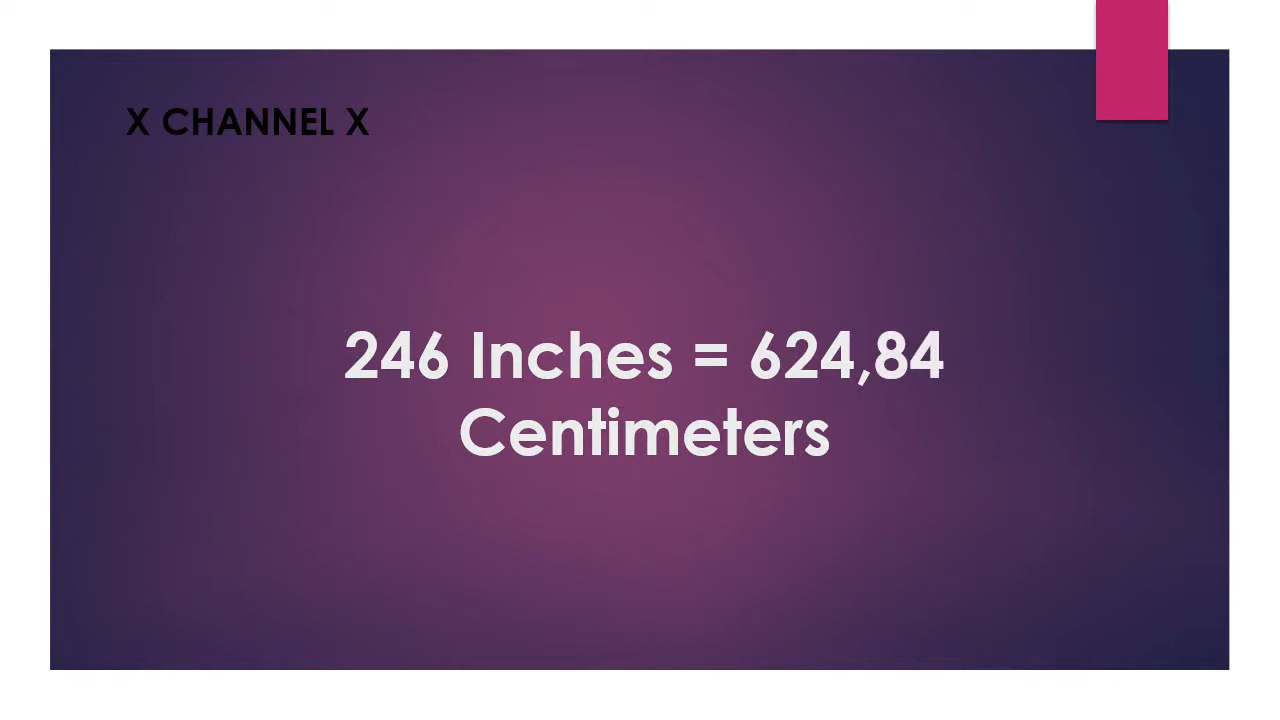 X CHANNEL X
246 Inches = 624,84
Centimeters